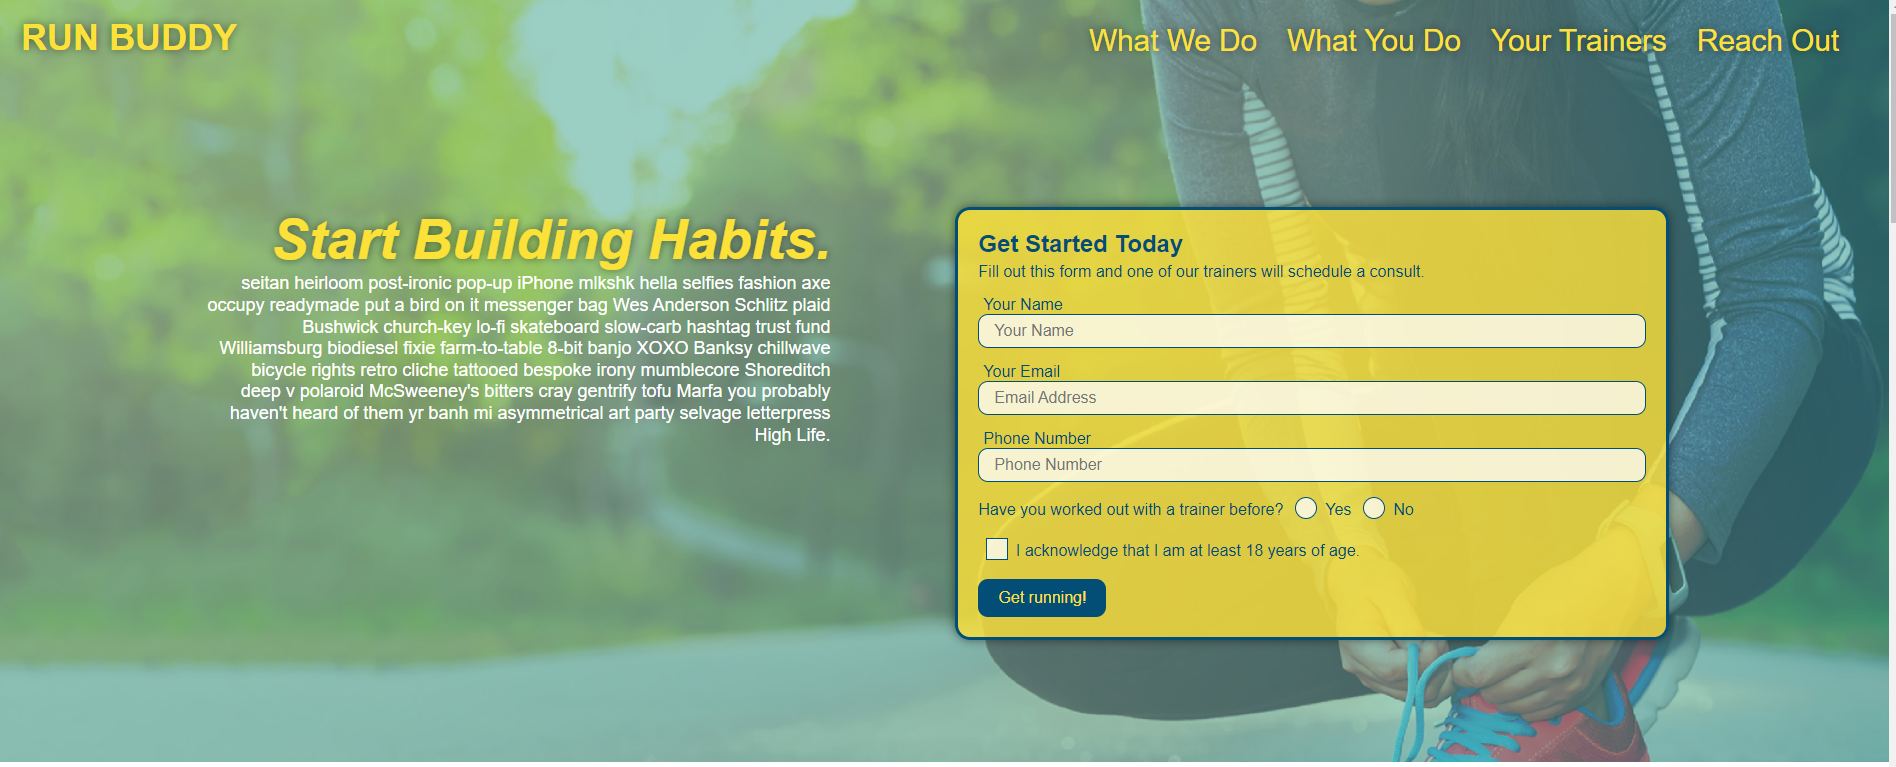 RUN BUDDY
What We Do
What You Do
Your Trainers
Reach Out
Start Building Habits.
seitan heirloom post-ironic pop-up iPhone mlkshk hella selfies fashion axe
occupy readymade put a bird on it messenger bag Wes Anderson Schlitz plaid
Bushwick church-key lo-fi skateboard slow-carb hashtag trust fund
Williamsburg biodiesel fixie farm-to-table 8-bit banjo XOXO Banksy chillwave
bicycle rights retro cliche tattooed bespoke irony mumblecore Shoreditch
deep v polaroid McSweeney's bitters cray gentrify tofu Marfa you probably
haven't heard of them yr banh mi asymmetrical art party selvage letterpress
High Life.
Get Started Today
Fill out this form and one of our trainers will schedule a consult.
Your Name
Your Name
Your Email
Email Address
Phone Number
Phone Number
Have you worked out with a trainer before? Yes No
I acknowledge that I am at least 18 years of age.
Get running!